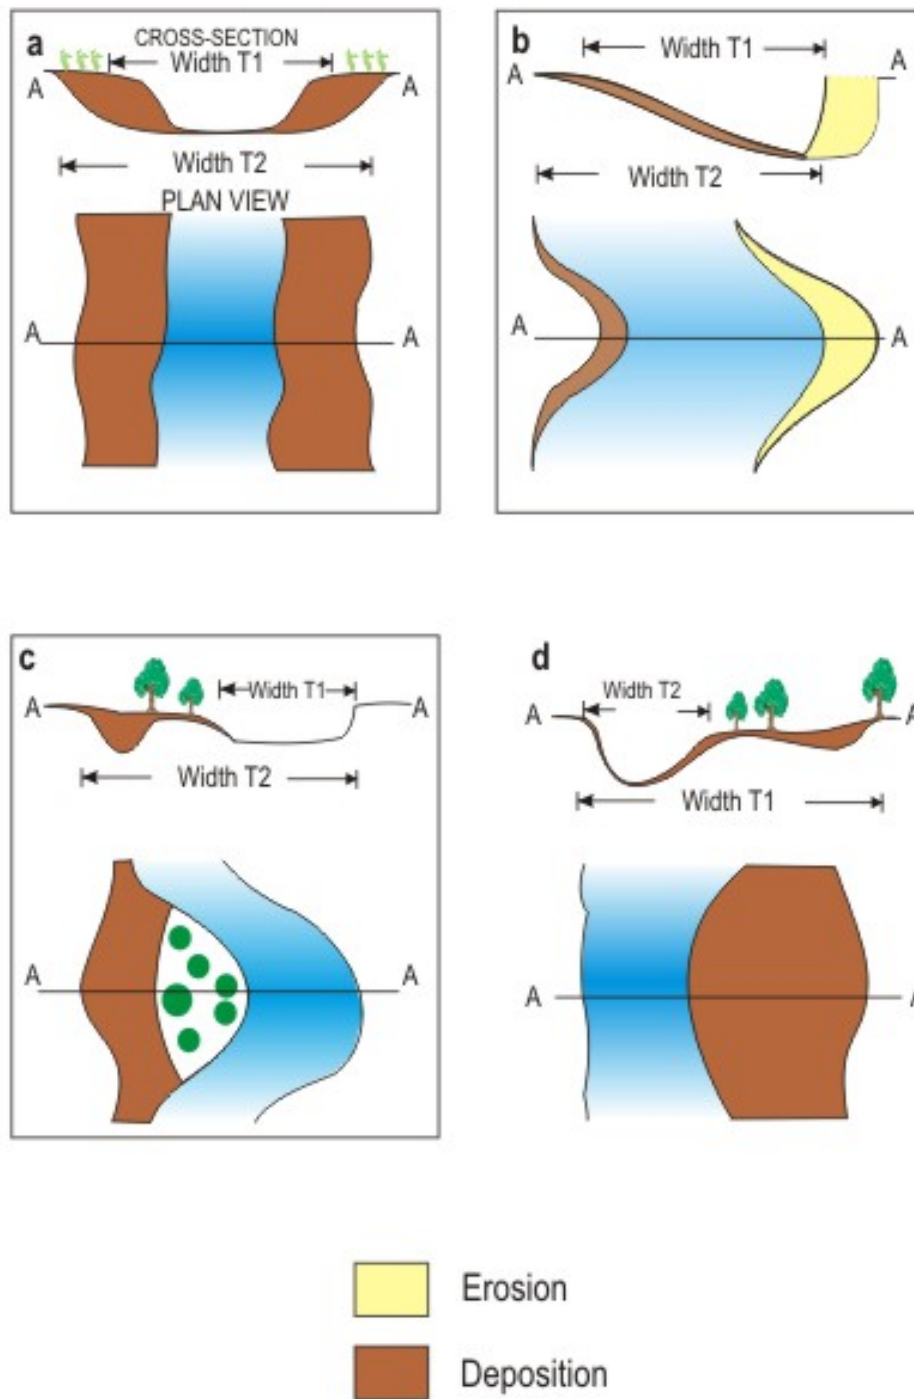 a
CROSS-SECTION
Width T1
A
A
Width T2
PLAN VIEW
A
A
b
Width T1
A
A
Width T2
A
A
c
Width T1
A
A
Width T2
A
A
d
Width T2
A
A
Width T1
A
A
Erosion
Deposition